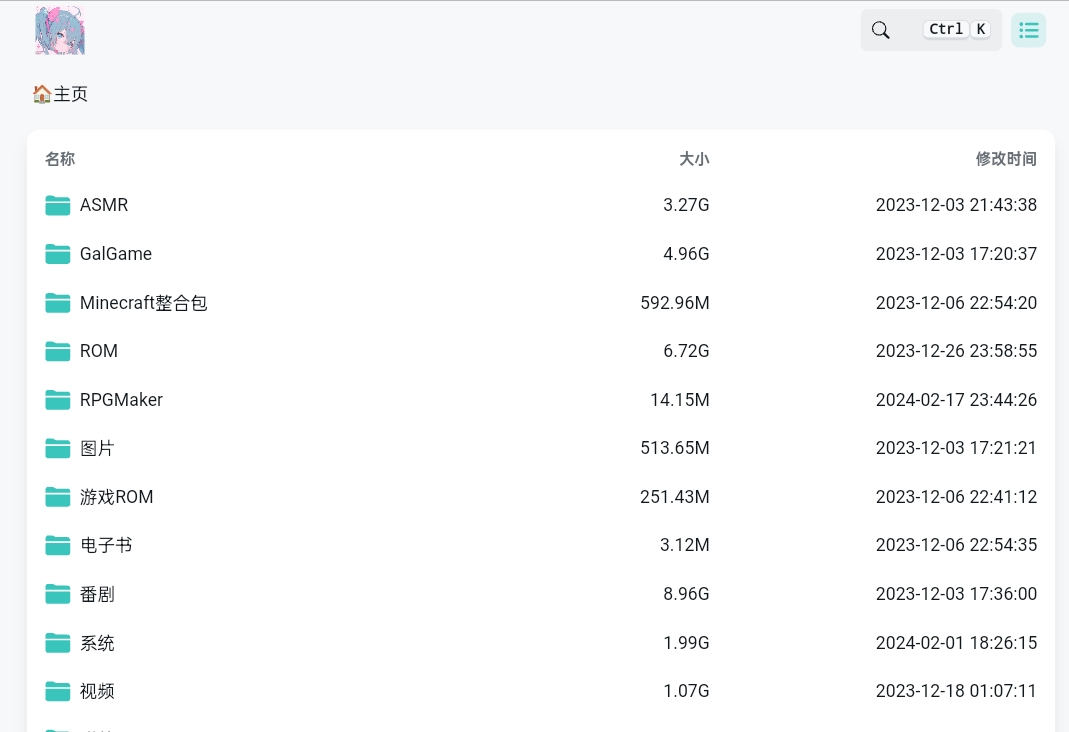 Ctrl K
🏠主页
名称 大小 修改时间
ASMR 3.27G 2023-12-03 21:43:38
GalGame 4.96G 2023-12-03 17:20:37
Minecraft整合包 592.96M 2023-12-06 22:54:20
ROM 6.72G 2023-12-26 23:58:55
RPGMaker 14.15M 2024-02-17 23:44:26
图片 513.65M 2023-12-03 17:21:21
游戏ROM 251.43M 2023-12-06 22:41:12
电子书 3.12M 2023-12-06 22:54:35
番剧 8.96G 2023-12-03 17:36:00
系统 1.99G 2024-02-01 18:26:15
视频 1.07G 2023-12-18 01:07:11